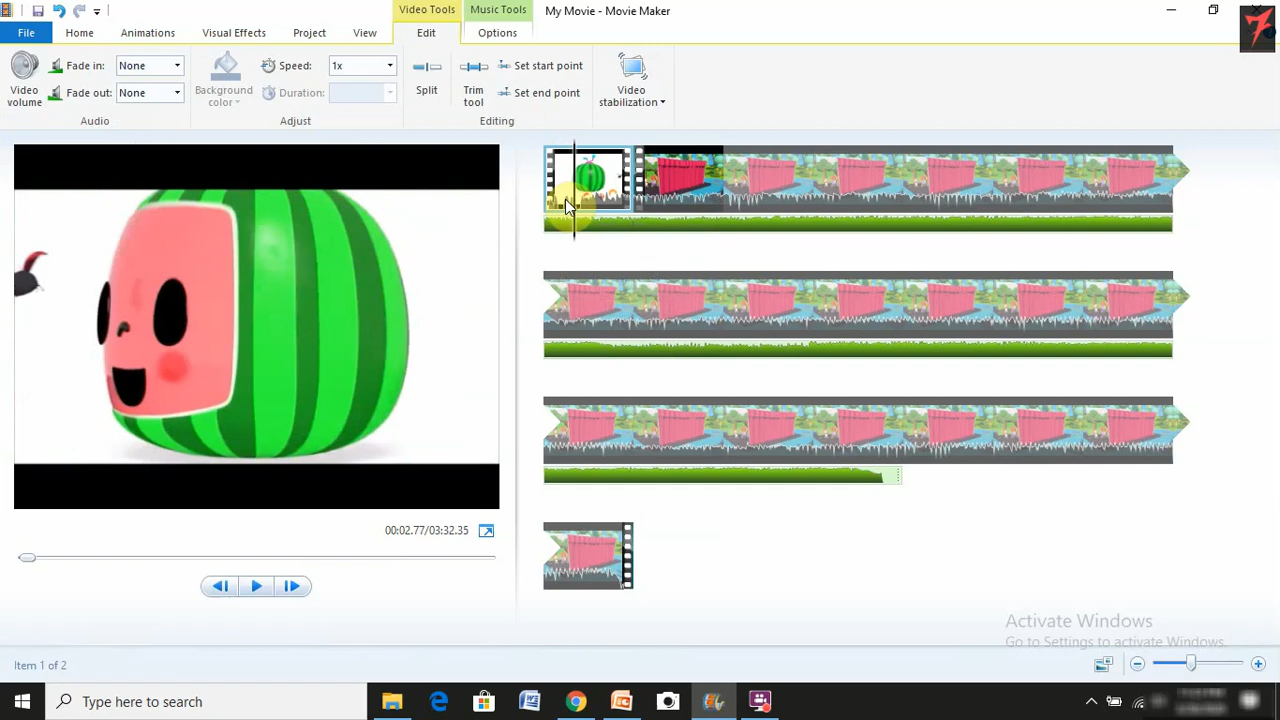 Video Tools
Music Tools
My Movie - Movie Maker
File
Home
Animations
Visual Effects
Project
View
Edit
Options
Video volume
Fade in: None
Fade out: None
Audio
Background color
Speed: 1x
Duration:
Adjust
Split
Trim tool
Set start point
Set end point
Editing
Video stabilization
00:02.77/03:32.35
Activate Windows
Go to Settings to activate Windows.
Item 1 of 2
Type here to search